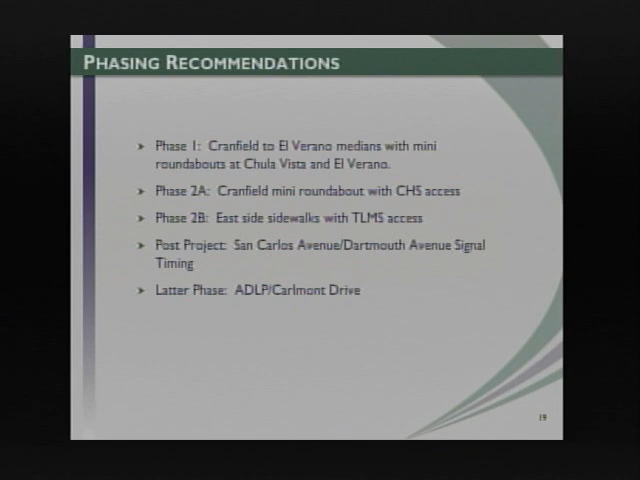 PHASING RECOMMENDATIONS
Phase 1: Cranfield to El Verano medians with mini
roundabouts at Chula Vista and El Verano.
Phase 2A: Cranfield mini roundabout with CHS access
Phase 2B: East side sidewalks with TLMS access
Post Project: San Carlos Avenue/Dartmouth Avenue Signal
Timing
Latter Phase: ADLP/Carlmont Drive
19